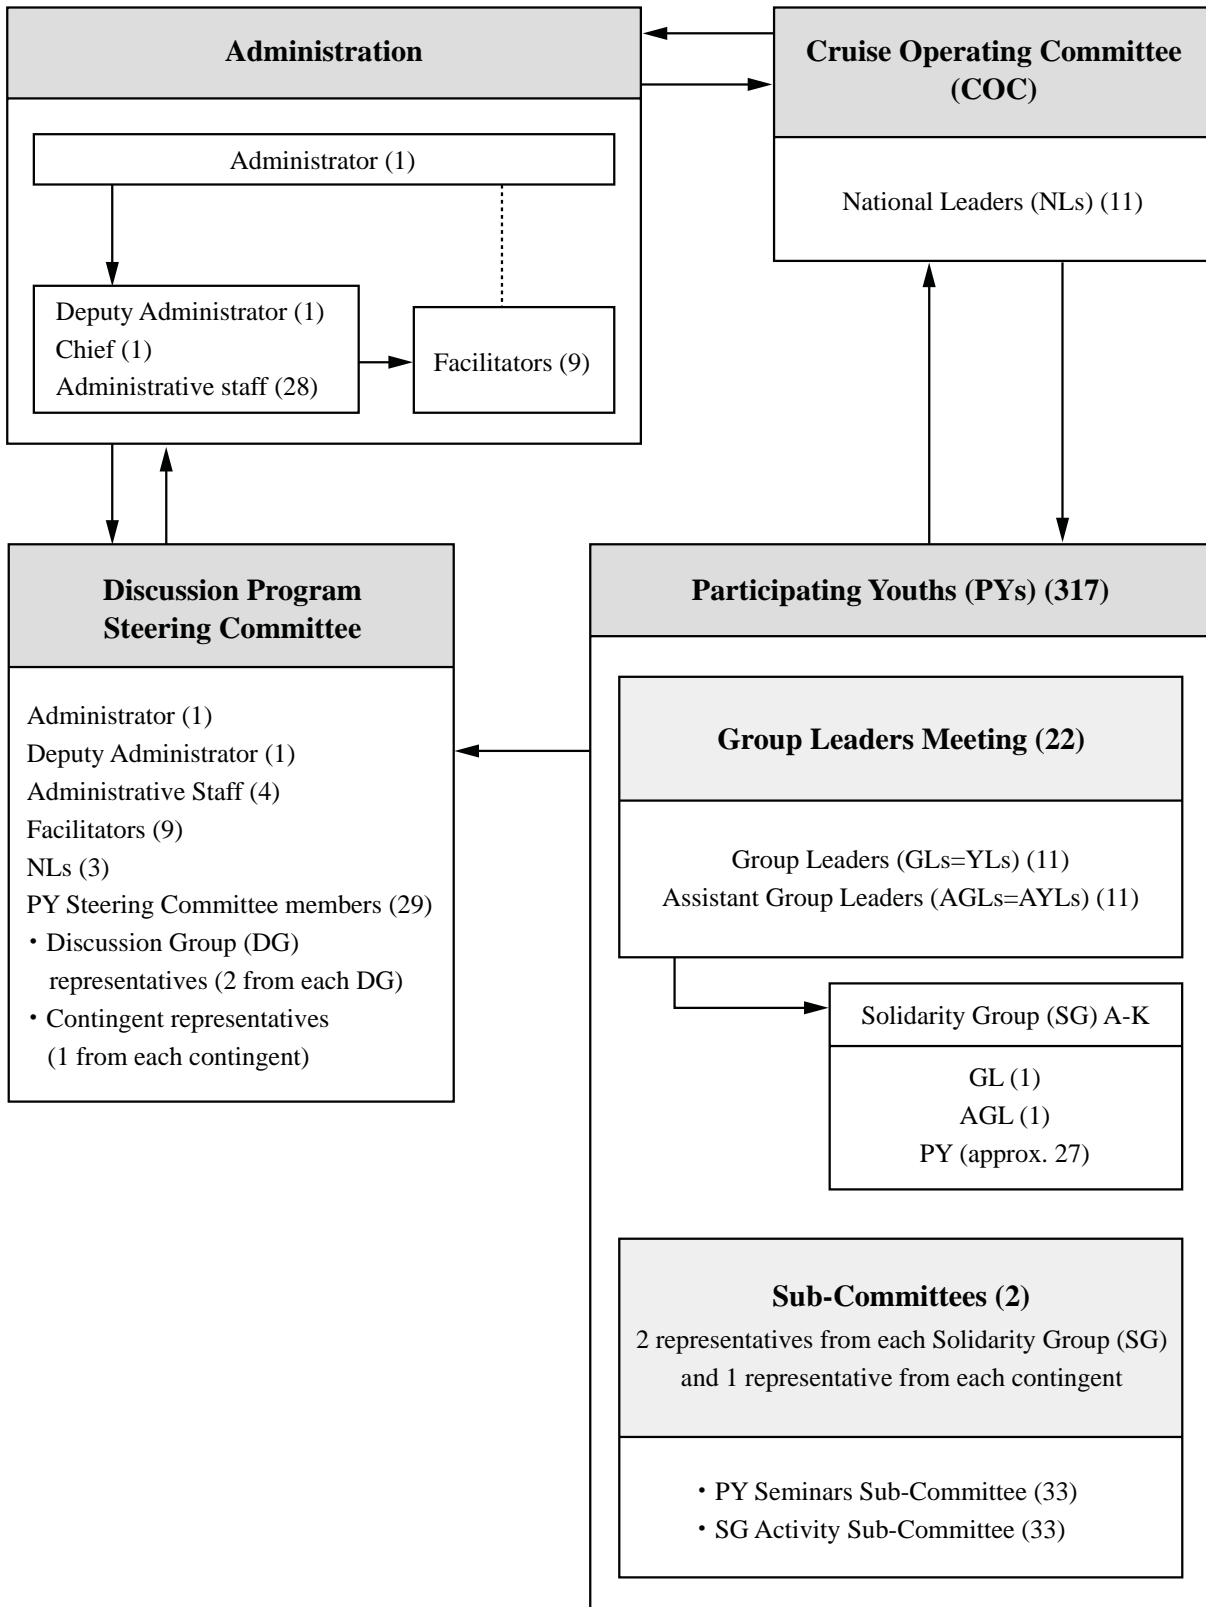 Administration
Administrator (1)
Deputy Administrator (1)
Chief (1)
Administrative staff (28)
Facilitators (9)
Cruise Operating Committee
(COC)
National Leaders (NLs) (11)
Discussion Program
Steering Committee
Administrator (1)
Deputy Administrator (1)
Administrative Staff (4)
Facilitators (9)
NLs (3)
PY Steering Committee members (29)
・Discussion Group (DG)
representatives (2 from each DG)
・Contingent representatives
(1 from each contingent)
Participating Youths (PYs) (317)
Group Leaders Meeting (22)
Group Leaders (GLs=YLs) (11)
Assistant Group Leaders (AGLs=AYLs) (11)
Solidarity Group (SG) A-K
GL (1)
AGL (1)
PY (approx. 27)
Sub-Committees (2)
2 representatives from each Solidarity Group (SG)
and 1 representative from each contingent
・PY Seminars Sub-Committee (33)
・SG Activity Sub-Committee (33)